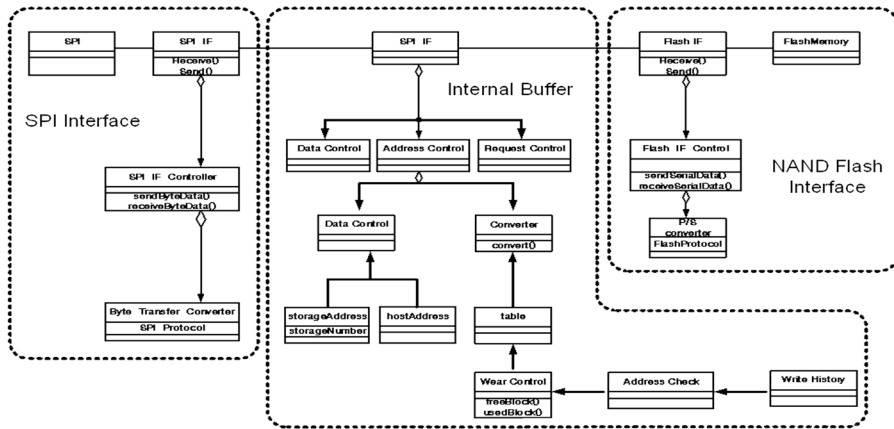 SPI
SPI IF
Receive()
Send()
SPI Interface
SPI IF Controller
sendByteData()
receiveByteData()
Byte Transfer Converter
SPI Protocol
SPI IF
Internal Buffer
Data Control
Address Control
Request Control
Data Control
Converter
convert()
storageAddress
storageNumber
hostAddress
table
Wear Control
freeBlock()
usedBlock()
Address Check
Write History
Flash IF
Receive()
Send()
FlashMemory
Flash IF Control
sendSerialData()
receiveSerialData()
NAND Flash
Interface
P/S
converter
FlashProtocol